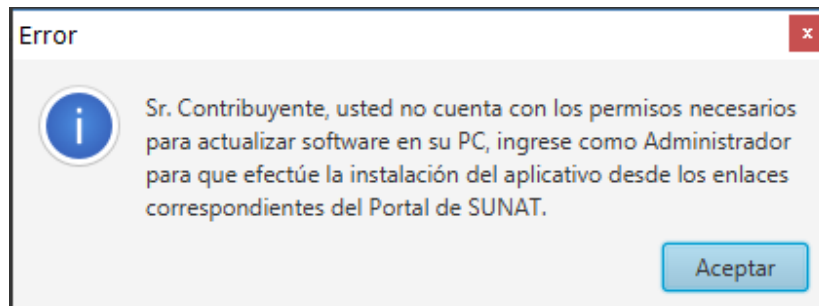 Error
x
Sr. Contribuyente, usted no cuenta con los permisos necesarios
para actualizar software en su PC, ingrese como Administrador
para que efectúe la instalación del aplicativo desde los enlaces
correspondientes del Portal de SUNAT.
Aceptar